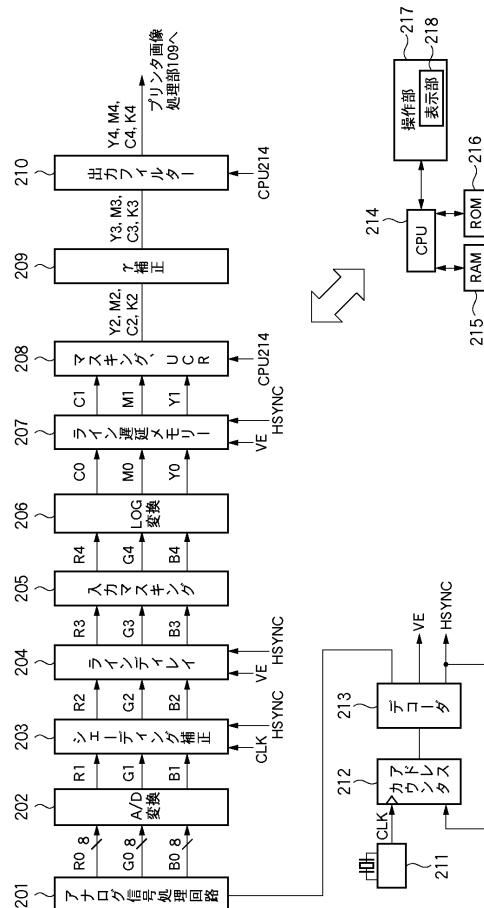 201
アナログ信号処理回路
R0
8
G0
8
B0
8
202
A/D
変換
R1
G1
B1
203
シェーディング補正
CLK
HSYNC
R2
G2
B2
204
ラインディレイ
VE
HSYNC
R3
G3
B3
205
入力マスキング
R4
G4
B4
206
LOG
変換
C0
M0
Y0
207
ライン遅延メモリー
VE
HSYNC
C1
M1
Y1
208
マスキング、UCR
CPU214
Y2, M2,
C2, K2
209
γ補正
Y3, M3,
C3, K3
210
出力フィルター
CPU214
Y4, M4,
C4, K4
プリンタ画像
処理部109へ
211
CLK
212
アドレス
カウンタ
213
デコーダ
VE
HSYNC
214
CPU
215
RAM
ROM
216
操作部
217
表示部
218